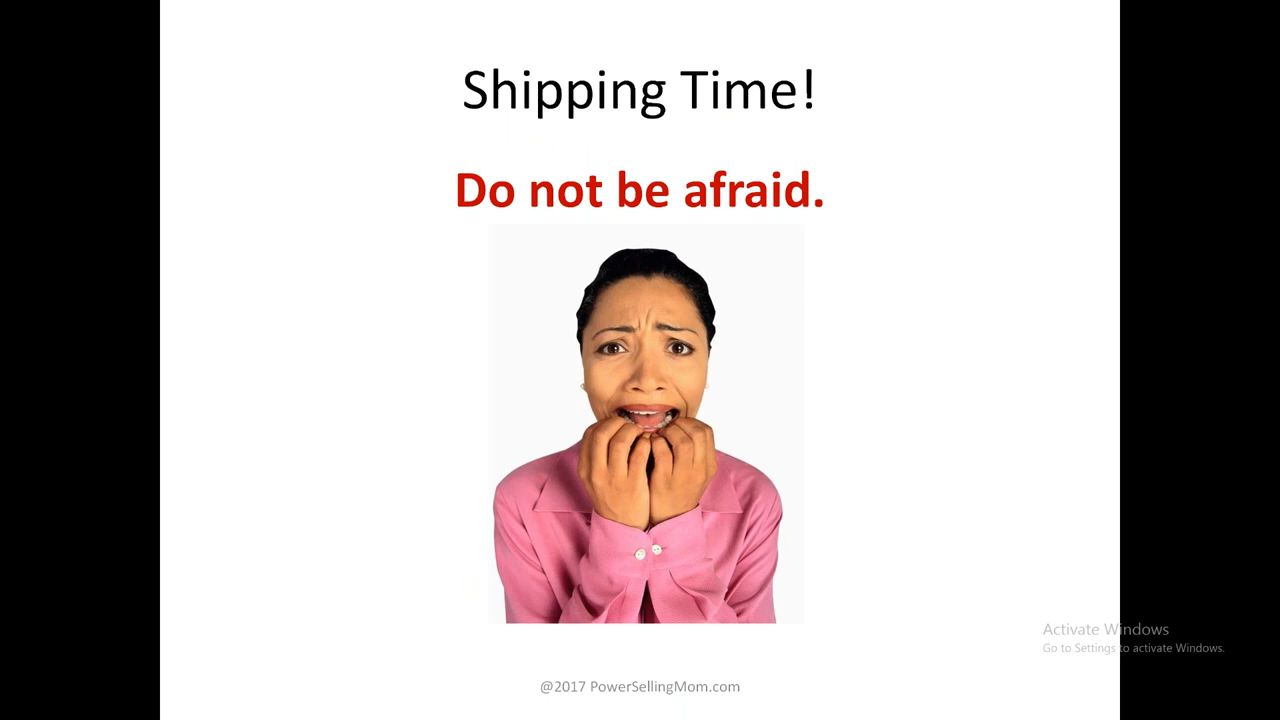 Shipping Time!
Do not be afraid.
Activate Windows
Go to Settings to activate Windows.
@2017 PowerSellingMom.com